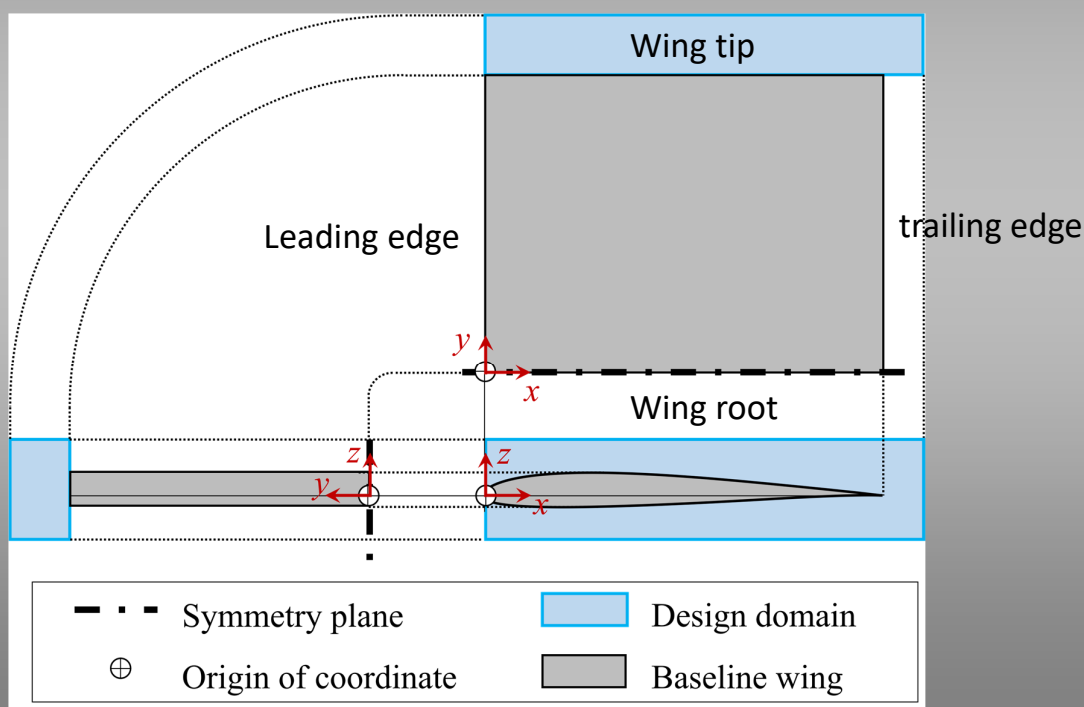 Wing tip
Leading edge
trailing edge
y
x
Wing root
z
z
y
x
Symmetry plane
Design domain
Origin of coordinate
Baseline wing